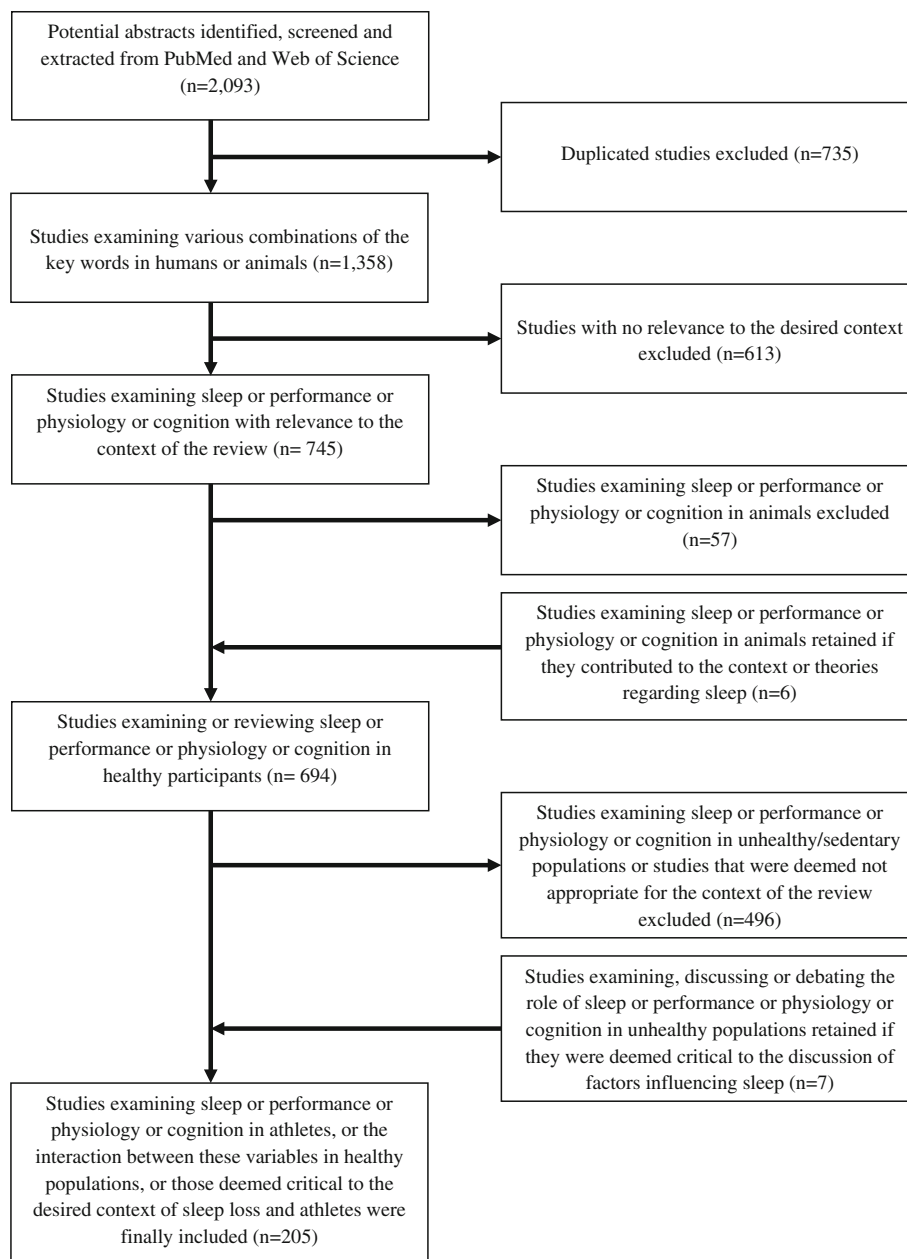 Potential abstracts identified, screened and
extracted from PubMed and Web of Science
(n=2,093)
Duplicated studies excluded (n=735)
Studies examining various combinations of the
key words in humans or animals (n=1,358)
Studies with no relevance to the desired context
excluded (n=613)
Studies examining sleep or performance or
physiology or cognition with relevance to the
context of the review (n= 745)
Studies examining sleep or performance or
physiology or cognition in animals excluded
(n=57)
Studies examining sleep or performance or
physiology or cognition in animals retained if
they contributed to the context or theories
regarding sleep (n=6)
Studies examining or reviewing sleep or
performance or physiology or cognition in
healthy participants (n= 694)
Studies examining sleep or performance or
physiology or cognition in unhealthy/sedentary
populations or studies that were deemed not
appropriate for the context of the review
excluded (n=496)
Studies examining, discussing or debating the
role of sleep or performance or physiology or
cognition in unhealthy populations retained if
they were deemed critical to the discussion of
factors influencing sleep (n=7)
Studies examining sleep or performance or
physiology or cognition in athletes, or the
interaction between these variables in healthy
populations, or those deemed critical to the
desired context of sleep loss and athletes were
finally included (n=205)